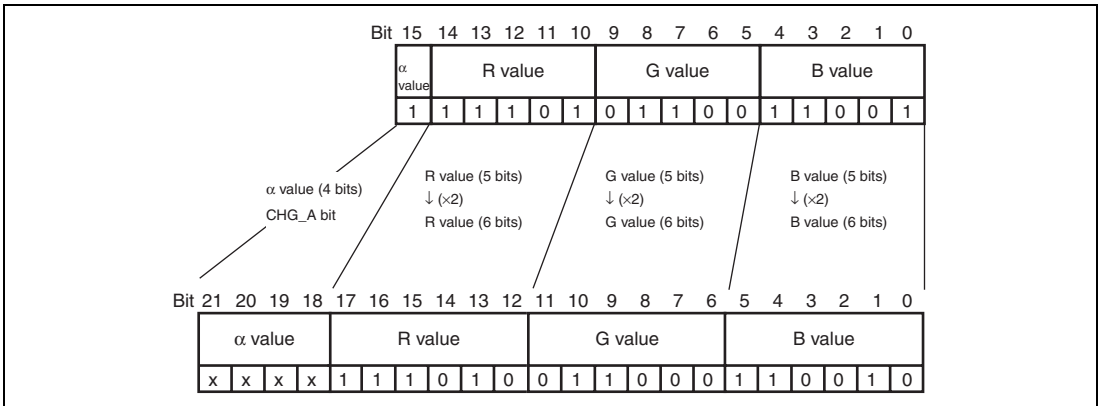 Bit 15 14 13 12 11 10 9 8 7 6 5 4 3 2 1 0
α value R value G value B value
1 1 1 1 0 1 0 1 1 0 0 1 1 0 0 1
α value (4 bits)
CHG_A bit
R value (5 bits)
↓ (×2)
R value (6 bits)
G value (5 bits)
↓ (×2)
G value (6 bits)
B value (5 bits)
↓ (×2)
B value (6 bits)
Bit 21 20 19 18 17 16 15 14 13 12 11 10 9 8 7 6 5 4 3 2 1 0
α value R value G value B value
x x x x 1 1 1 0 1 0 0 1 1 0 0 0 1 1 0 0 1 0